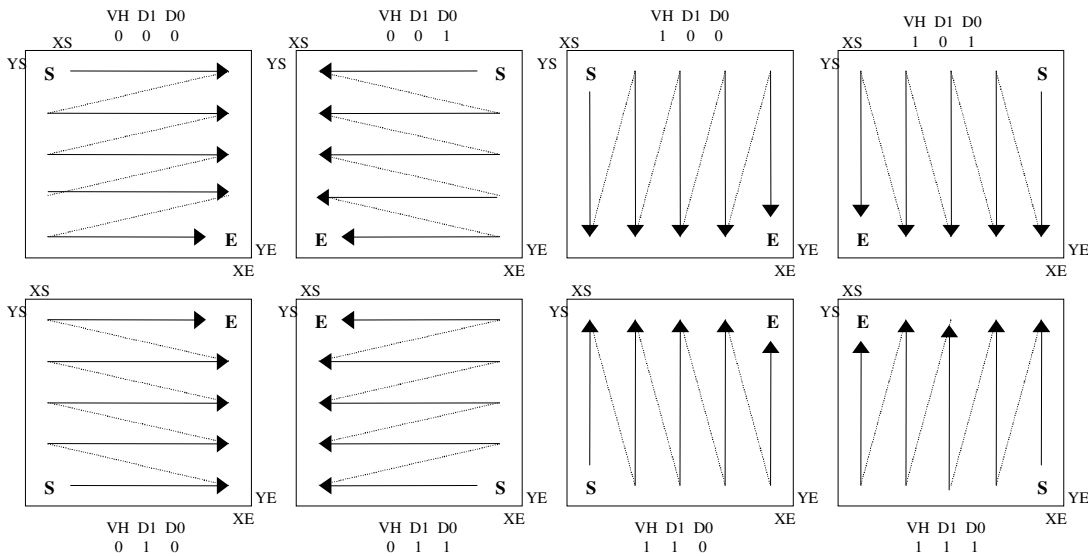 VH D1 D0
0 0 0
XS
YS
S
E
YE
XE
VH D1 D0
0 0 1
XS
YS
S
E
YE
XE
VH D1 D0
1 0 0
XS
YS
S
E
YE
XE
VH D1 D0
1 0 1
XS
YS
S
E
YE
XE
XS
YS
E
S
YE
XE
VH D1 D0
0 1 0
XS
YS
E
S
YE
XE
VH D1 D0
0 1 1
XS
YS
E
S
YE
XE
VH D1 D0
1 1 0
XS
YS
E
S
YE
XE
VH D1 D0
1 1 1